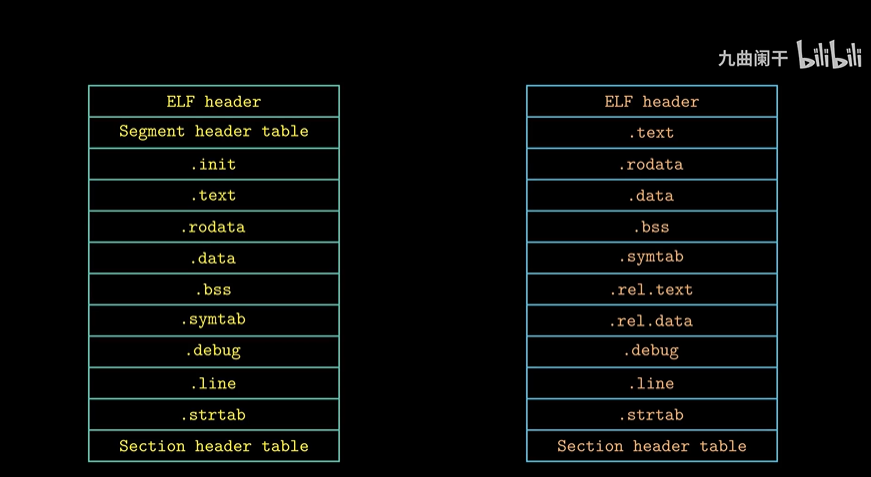 九曲阑干 bilibili
ELF header
Segment header table
.init
.text
.rodata
.data
.bss
.symtab
.debug
.line
.strtab
Section header table
ELF header
.text
.rodata
.data
.bss
.symtab
.rel.text
.rel.data
.debug
.line
.strtab
Section header table